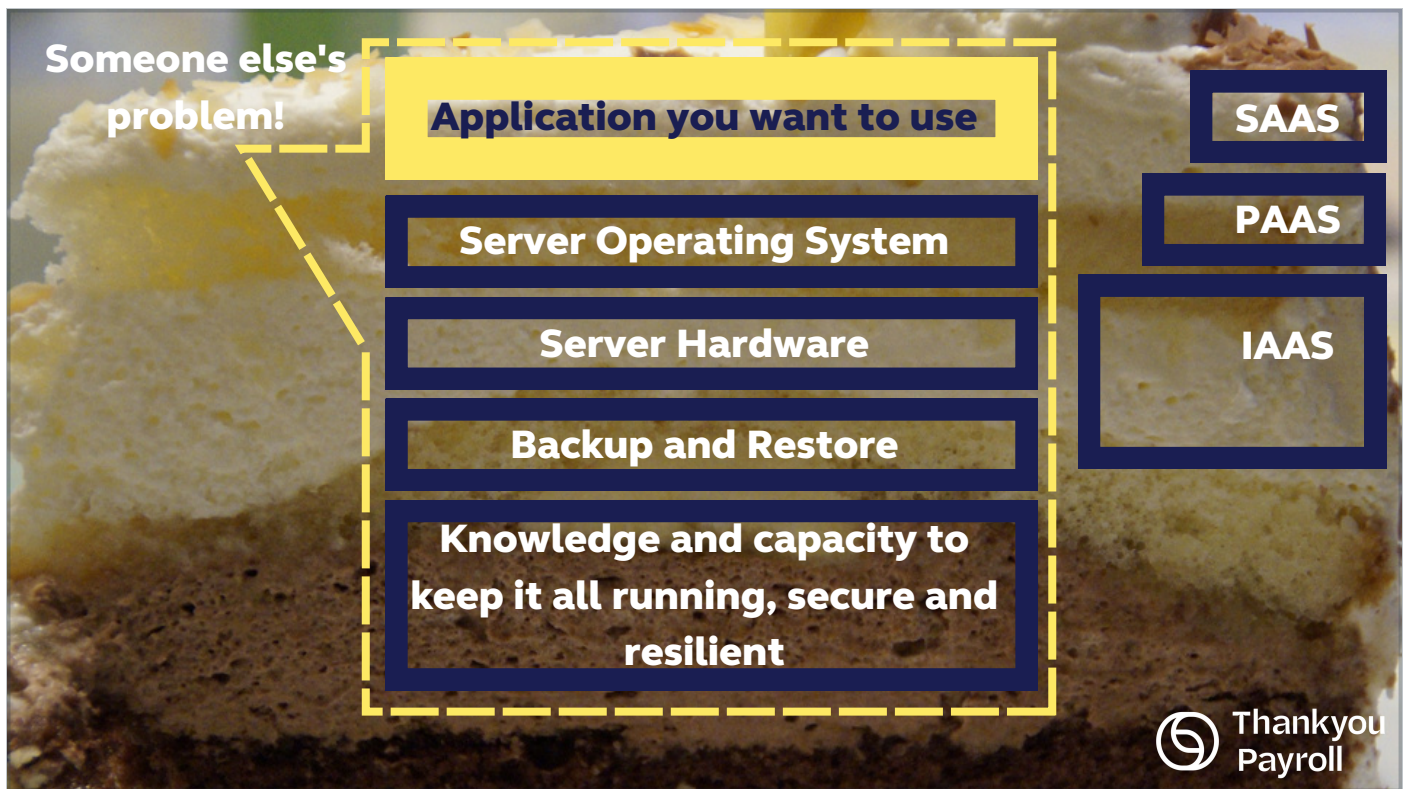 Someone else's
problem!
Application you want to use
SAAS
PAAS
Server Operating System
Server Hardware
IAAS
Backup and Restore
Knowledge and capacity to
keep it all running, secure and
resilient
Thankyou
Payroll